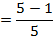 = (5 − 1)/5